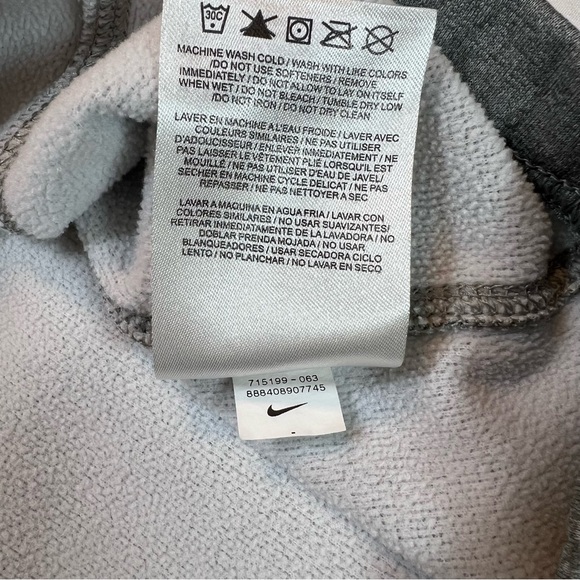 30C
MACHINE WASH COLD / WASH WITH LIKE COLORS
/ DO NOT USE SOFTENERS / REMOVE
IMMEDIATELY / DO NOT ALLOW TO LAY ON ITSELF
WHEN WET / DO NOT BLEACH / TUMBLE DRY LOW
/ DO NOT IRON / DO NOT DRY CLEAN
LAVER EN MACHINE A L'EAU FROIDE / LAVER AVEC
COULEURS SIMILAIRES / NE PAS UTILISER
D'ADOUCISSEUR / ENLEVER IMMEDIATEMENT / NE
PAS LAISSER LE VÊTEMENT PLIÉ LORSQU'IL EST
MOUILLÉ / NE PAS UTILISER D'EAU DE JAVEL /
SECHER EN MACHINE CYCLE DELICAT / NE PAS
REPASSER / NE PAS NETTOYER A SEC
LAVAR A MAQUINA EN AGUA FRIA / LAVAR CON
COLORES SIMILARES / NO USAR SUAVIZANTES /
RETIRAR INMEDIATAMENTE DE LA LAVADORA / NO
DOBLAR PRENDA MOJADA / NO USAR
BLANQUEADORES / USAR SECADORA CICLO
LENTO / NO PLANCHAR / NO LAVAR EN SECO
715199 - 063
888408907745